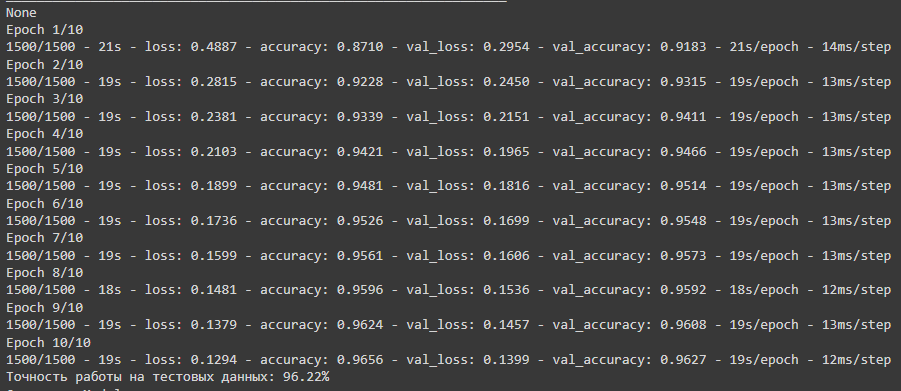 None
Epoch 1/10
1500/1500 - 21s - loss: 0.4887 - accuracy: 0.8710 - val_loss: 0.2954 - val_accuracy: 0.9183 - 21s/epoch - 14ms/step
Epoch 2/10
1500/1500 - 19s - loss: 0.2815 - accuracy: 0.9228 - val_loss: 0.2450 - val_accuracy: 0.9315 - 19s/epoch - 13ms/step
Epoch 3/10
1500/1500 - 19s - loss: 0.2381 - accuracy: 0.9339 - val_loss: 0.2151 - val_accuracy: 0.9411 - 19s/epoch - 13ms/step
Epoch 4/10
1500/1500 - 19s - loss: 0.2103 - accuracy: 0.9421 - val_loss: 0.1965 - val_accuracy: 0.9466 - 19s/epoch - 13ms/step
Epoch 5/10
1500/1500 - 19s - loss: 0.1899 - accuracy: 0.9481 - val_loss: 0.1816 - val_accuracy: 0.9514 - 19s/epoch - 13ms/step
Epoch 6/10
1500/1500 - 19s - loss: 0.1736 - accuracy: 0.9526 - val_loss: 0.1699 - val_accuracy: 0.9548 - 19s/epoch - 13ms/step
Epoch 7/10
1500/1500 - 19s - loss: 0.1599 - accuracy: 0.9561 - val_loss: 0.1606 - val_accuracy: 0.9573 - 19s/epoch - 13ms/step
Epoch 8/10
1500/1500 - 18s - loss: 0.1481 - accuracy: 0.9596 - val_loss: 0.1536 - val_accuracy: 0.9592 - 18s/epoch - 12ms/step
Epoch 9/10
1500/1500 - 19s - loss: 0.1379 - accuracy: 0.9624 - val_loss: 0.1457 - val_accuracy: 0.9608 - 19s/epoch - 13ms/step
Epoch 10/10
1500/1500 - 19s - loss: 0.1294 - accuracy: 0.9656 - val_loss: 0.1399 - val_accuracy: 0.9627 - 19s/epoch - 12ms/step
Точность работы на тестовых данных: 96.22%